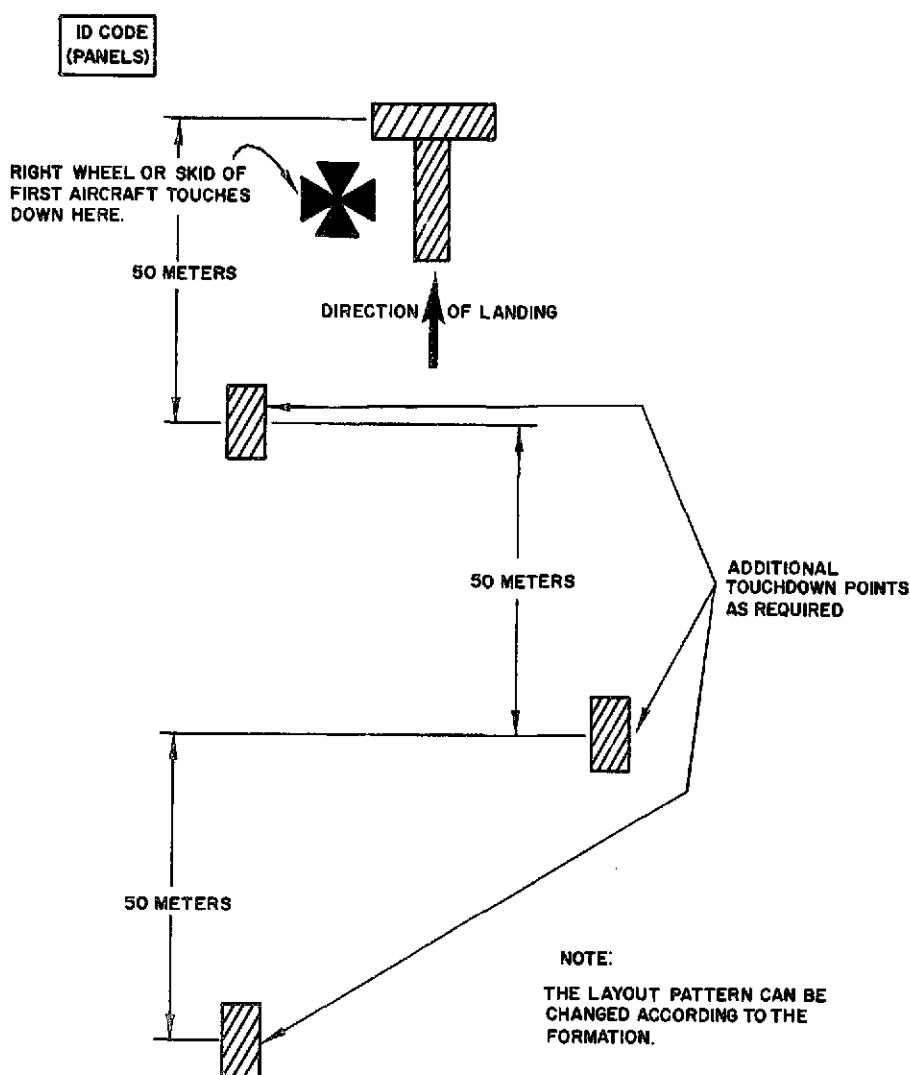 ID CODE
(PANELS)
RIGHT WHEEL OR SKID OF
FIRST AIRCRAFT TOUCHES
DOWN HERE.
50 METERS
DIRECTION OF LANDING
50 METERS
ADDITIONAL
TOUCHDOWN POINTS
AS REQUIRED
50 METERS
NOTE:
THE LAYOUT PATTERN CAN BE
CHANGED ACCORDING TO THE
FORMATION.